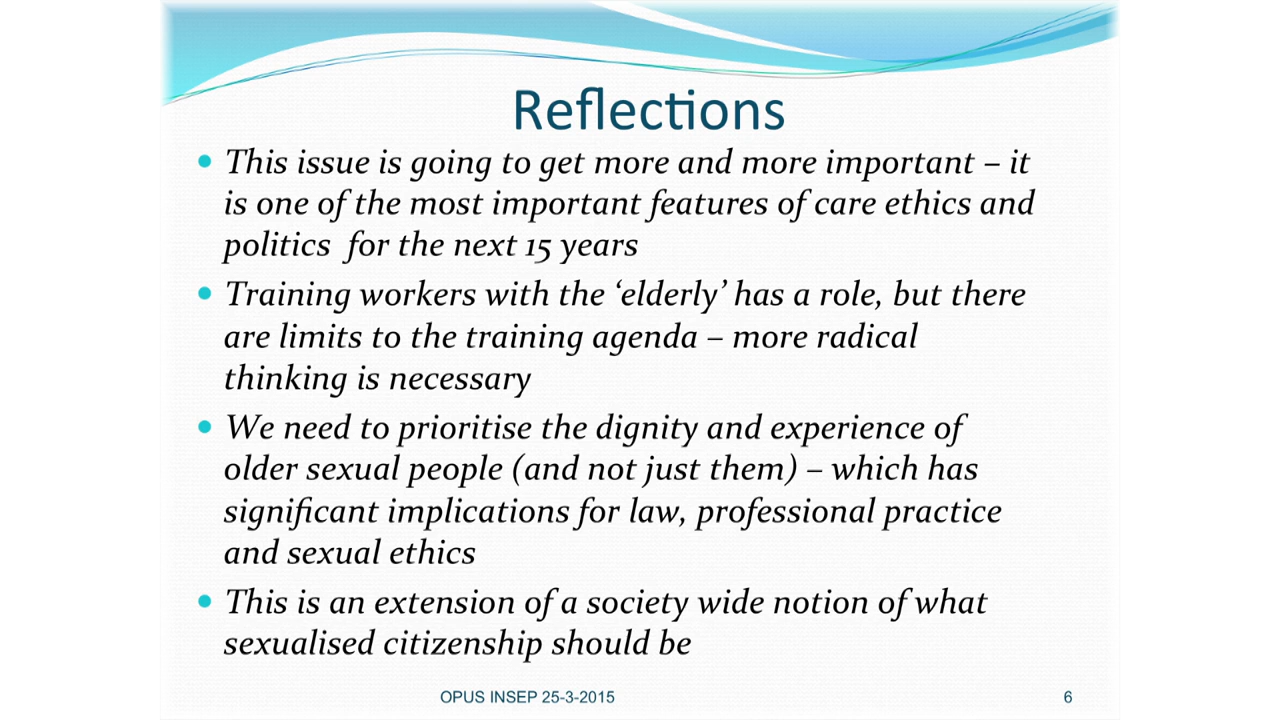 Reflections
• This issue is going to get more and more important – it
is one of the most important features of care ethics and
politics  for the next 15 years
• Training workers with the ‘elderly’ has a role, but there
are limits to the training agenda – more radical
thinking is necessary
• We need to prioritise the dignity and experience of
older sexual people (and not just them) – which has
significant implications for law, professional practice
and sexual ethics
• This is an extension of a society wide notion of what
sexualised citizenship should be
OPUS INSEP 25-3-2015
6